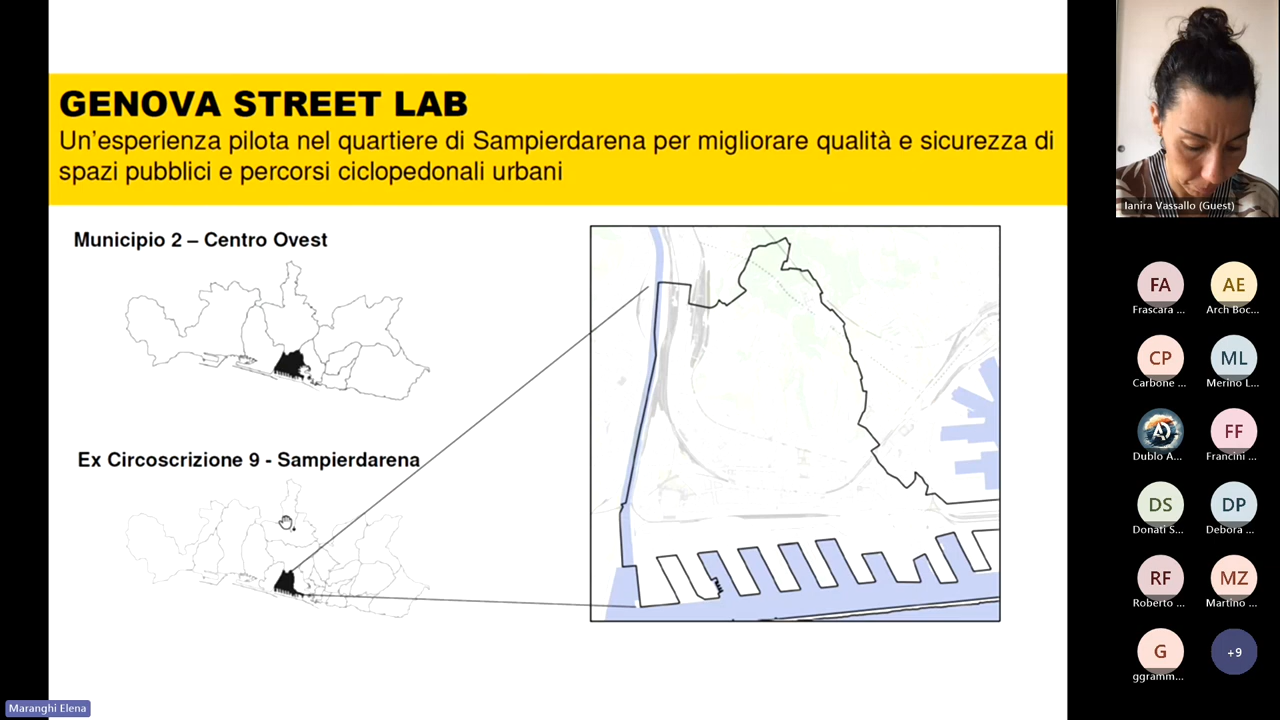 GENOVA STREET LAB
Un'esperienza pilota nel quartiere di Sampierdarena per migliorare qualità e sicurezza di
spazi pubblici e percorsi ciclopedonali urbani
Municipio 2 – Centro Ovest
Ex Circoscrizione 9 - Sampierdarena
Maranghi Elena
Ianira Vassallo (Guest)
FA
AE
Frascara ...
Arch Boc...
CP
ML
Carbone ...
Merino L...
FF
Dublo A...
Francini ...
DS
DP
Donati S...
Debora ...
RF
MZ
Roberto ...
Martino ...
G
+9
ggramm...